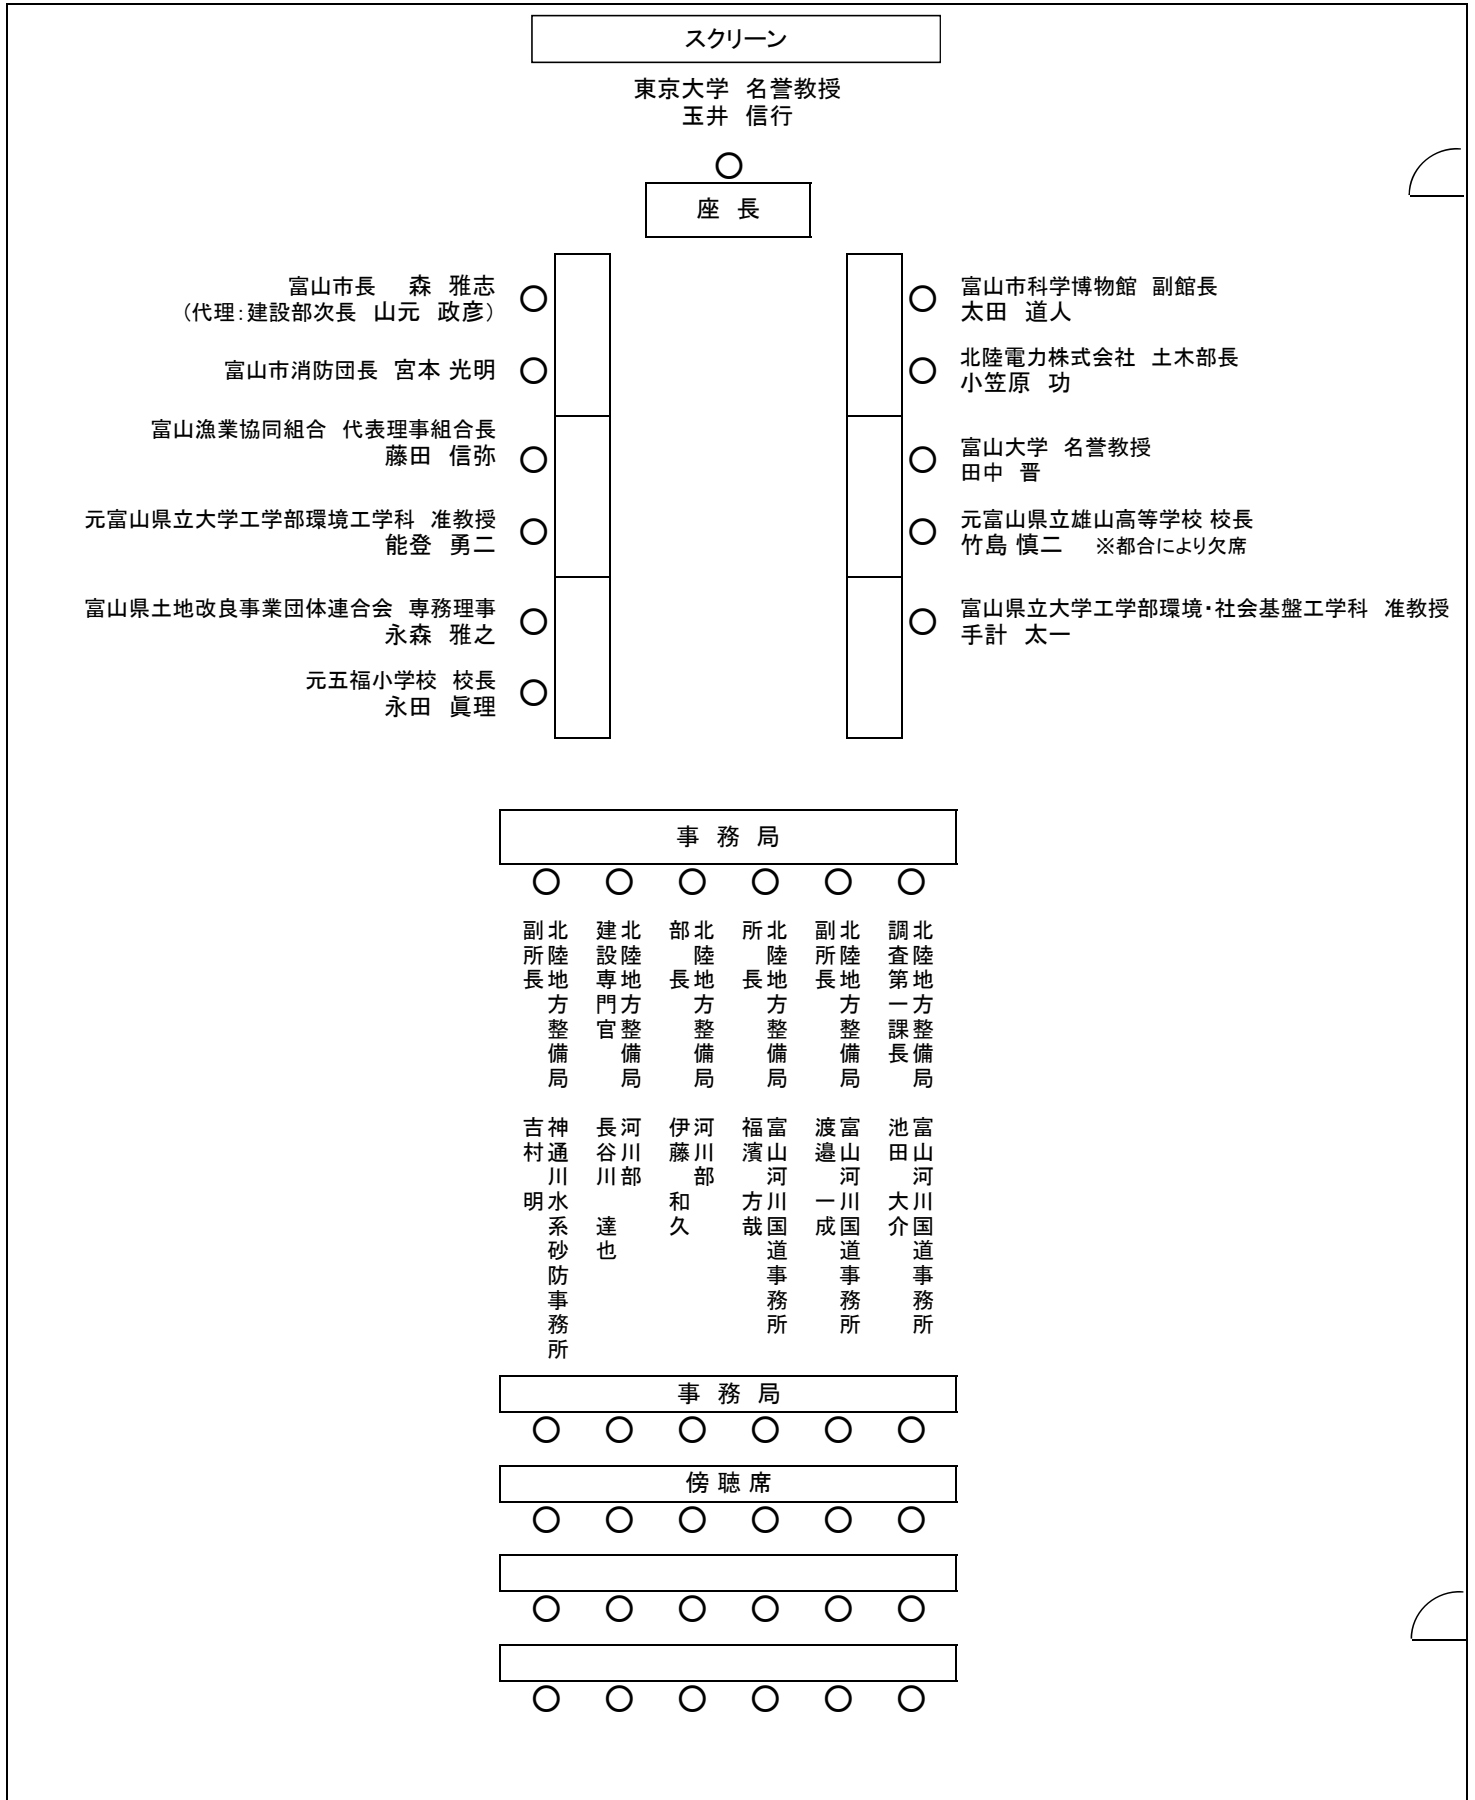 スクリーン
東京大学　名誉教授
玉井　信行
座 長
富山市長　森　雅志
（代理：建設部次長　山元　政彦）
富山市消防団長 宮本 光明
富山漁業協同組合　代表理事組合長
藤田　信弥
元富山県立大学工学部環境工学科　准教授
能登　勇二
富山県土地改良事業団体連合会　専務理事
永森　雅之
元五福小学校　校長
永田　眞理
富山市科学博物館　副館長
太田　道人
北陸電力株式会社　土木部長
小笠原　功
富山大学　名誉教授
田中　晋
元富山県立雄山高等学校 校長
竹島 慎二　※都合により欠席
富山県立大学工学部環境・社会基盤工学科　准教授
手計　太一
事 務 局
北陸地方整備局　富山河川国道事務所
調査第一課長　池田　大介
北陸地方整備局　富山河川国道事務所
副所長　渡邉　一成
北陸地方整備局　富山河川国道事務所
所　長　福濱　方哉
北陸地方整備局　河川部
部　長　伊藤　和久
北陸地方整備局　河川部
建設専門官　長谷川　達也
北陸地方整備局　神通川水系砂防事務所
副所長　吉村　明
事 務 局
傍 聴 席